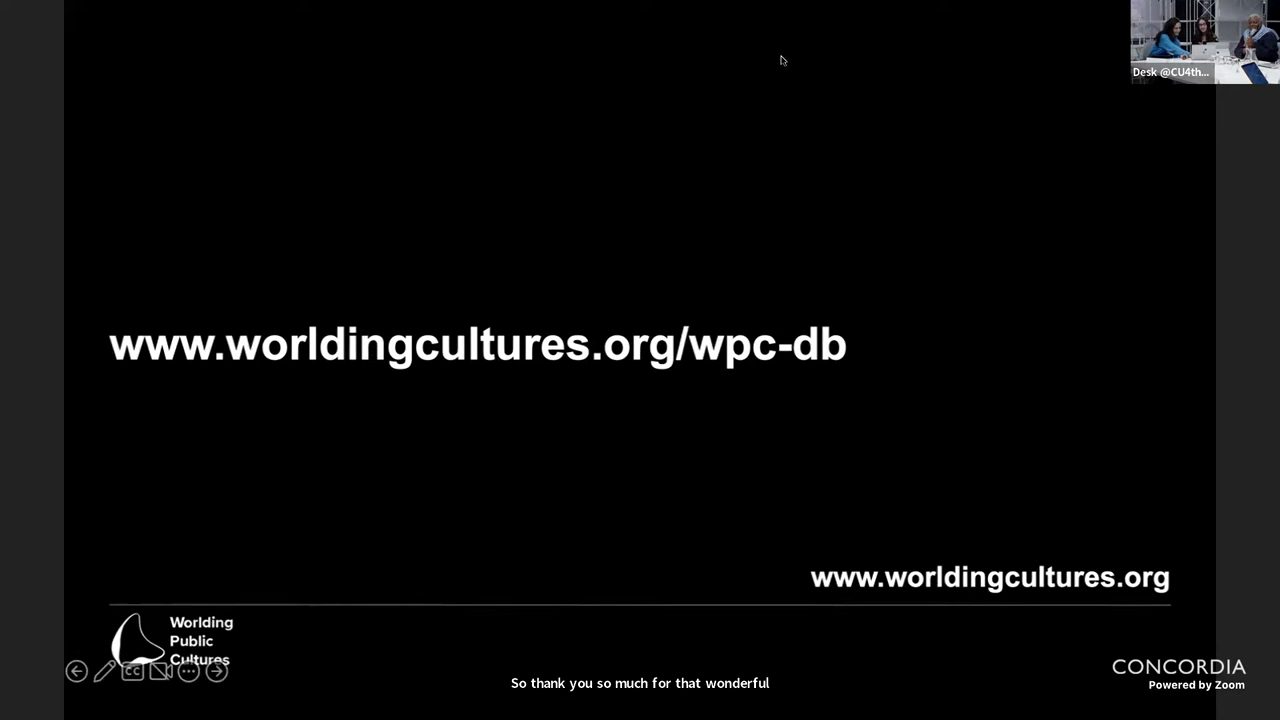 Desk @CU4th...
www.worldingcultures.org/wpc-db
www.worldingcultures.org
Worlding
Public
Cultures
CC
So thank you so much for that wonderful
CONCORDIA
Powered by Zoom